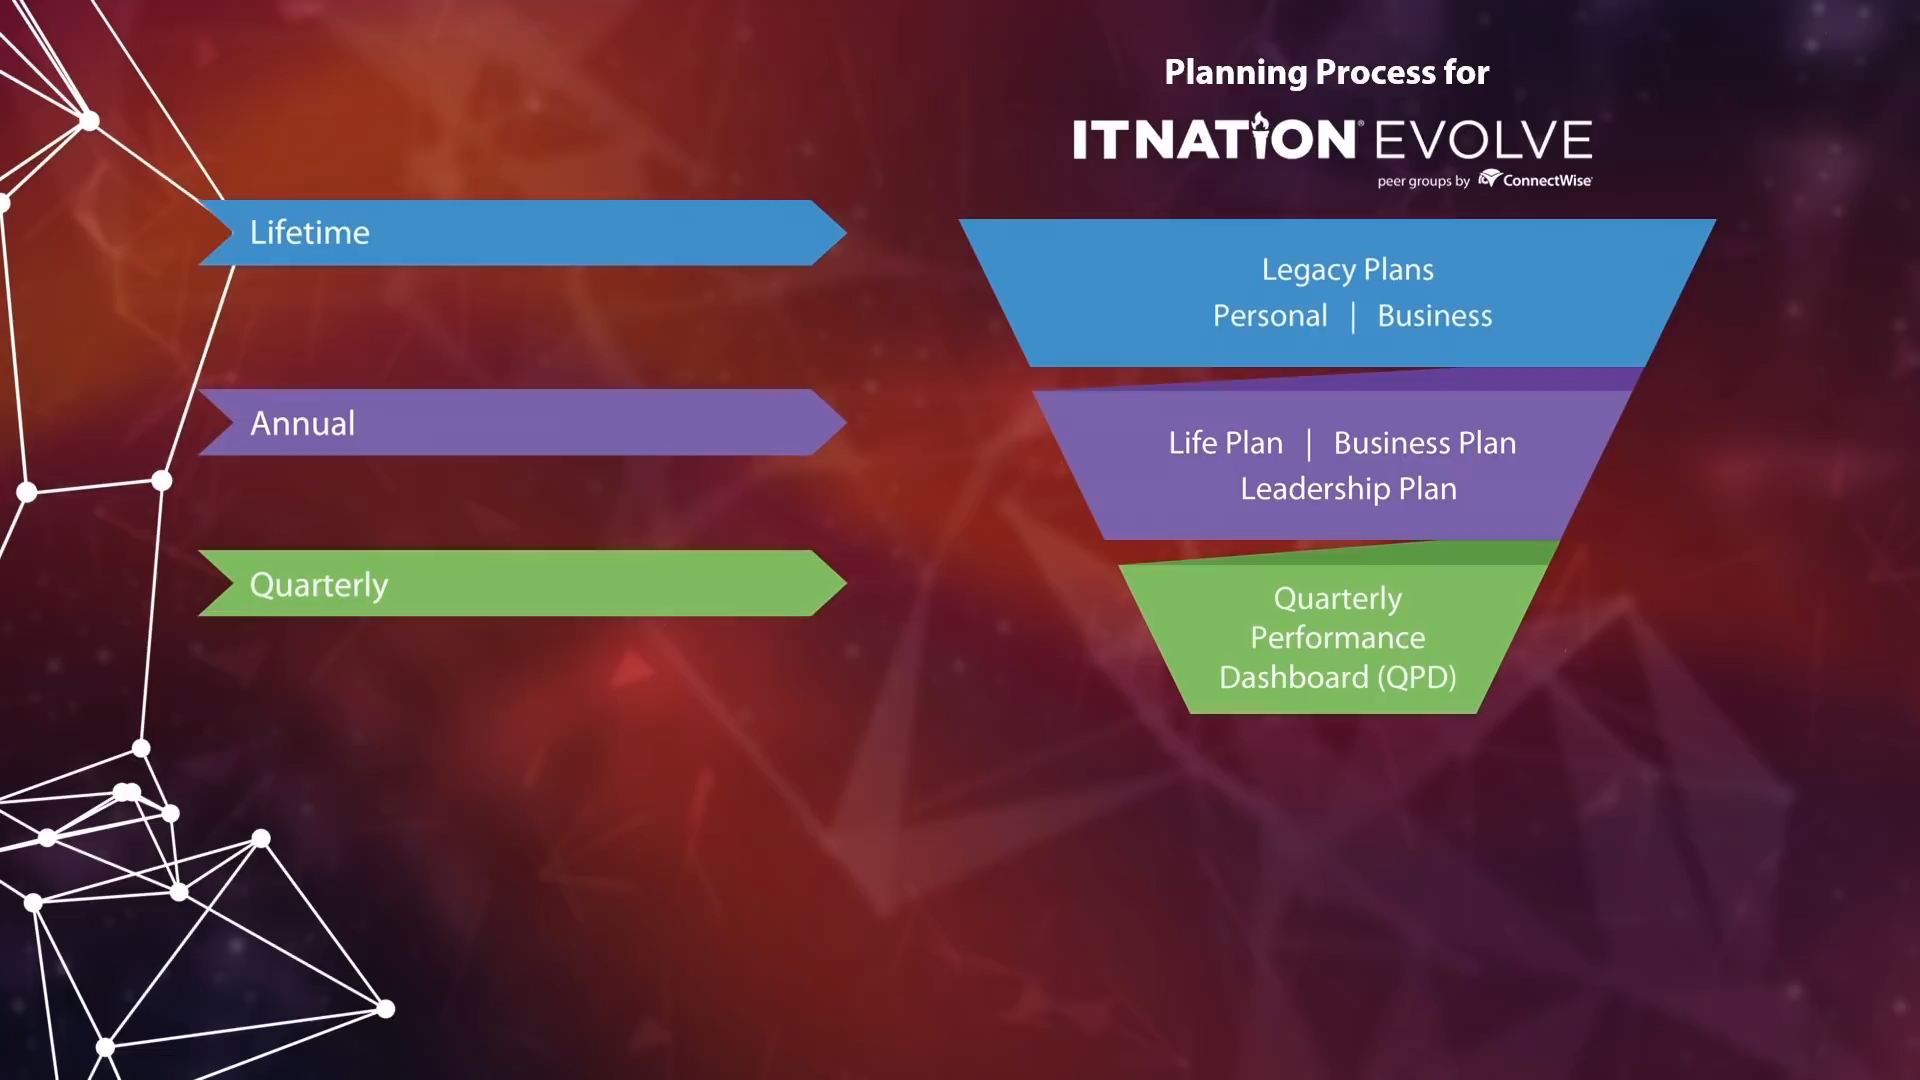 Planning Process for
ITNATION® EVOLVE
peer groups by ConnectWise
Lifetime
Legacy Plans
Personal | Business
Annual
Life Plan | Business Plan
Leadership Plan
Quarterly
Quarterly
Performance
Dashboard (QPD)